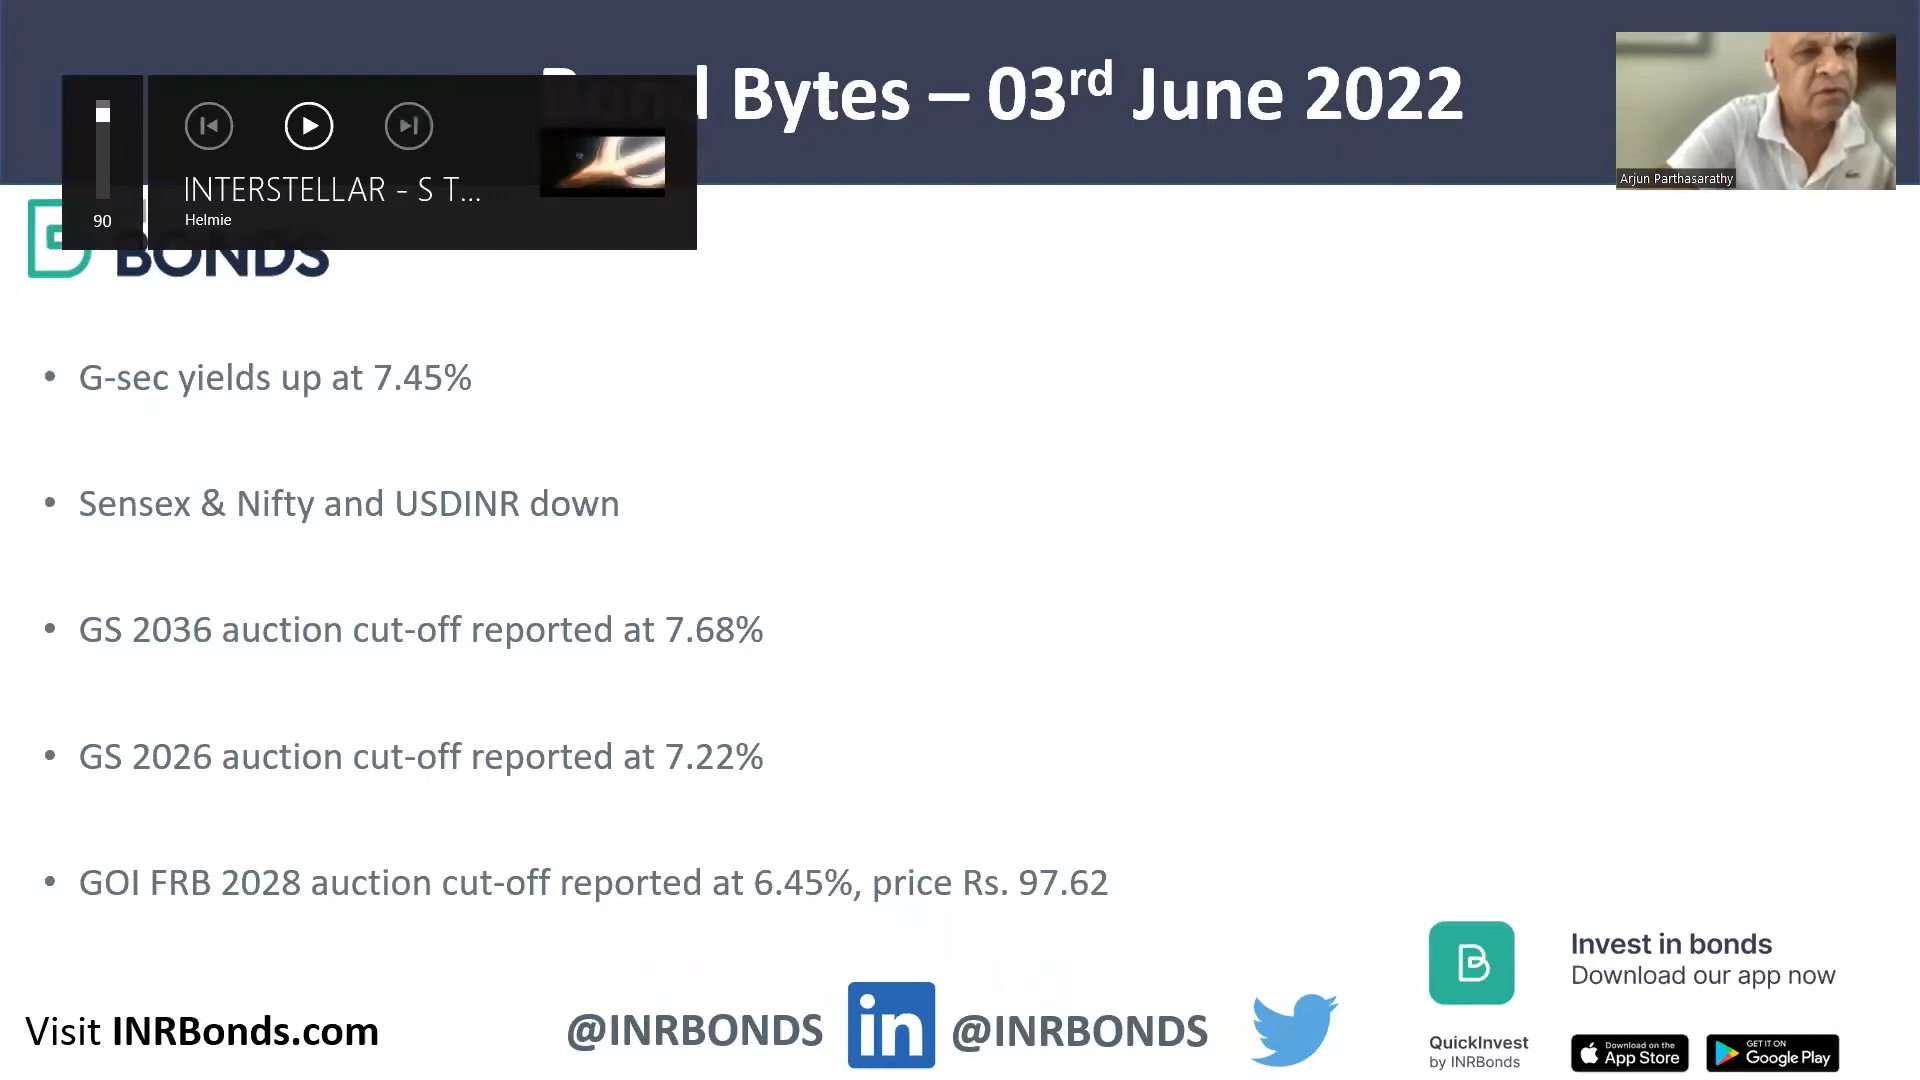 Bond Bytes – 03rd June 2022
Arjun Parthasarathy
INTERSTELLAR - S T...
Helmie
90
BONDS
• G-sec yields up at 7.45%
• Sensex & Nifty and USDINR down
• GS 2036 auction cut-off reported at 7.68%
• GS 2026 auction cut-off reported at 7.22%
• GOI FRB 2028 auction cut-off reported at 6.45%, price Rs. 97.62
Invest in bonds
Download our app now
Visit INRBonds.com
@INRBONDS
in
@INRBONDS
QuickInvest
by INRBonds
Download on the
App Store
GET IT ON
Google Play